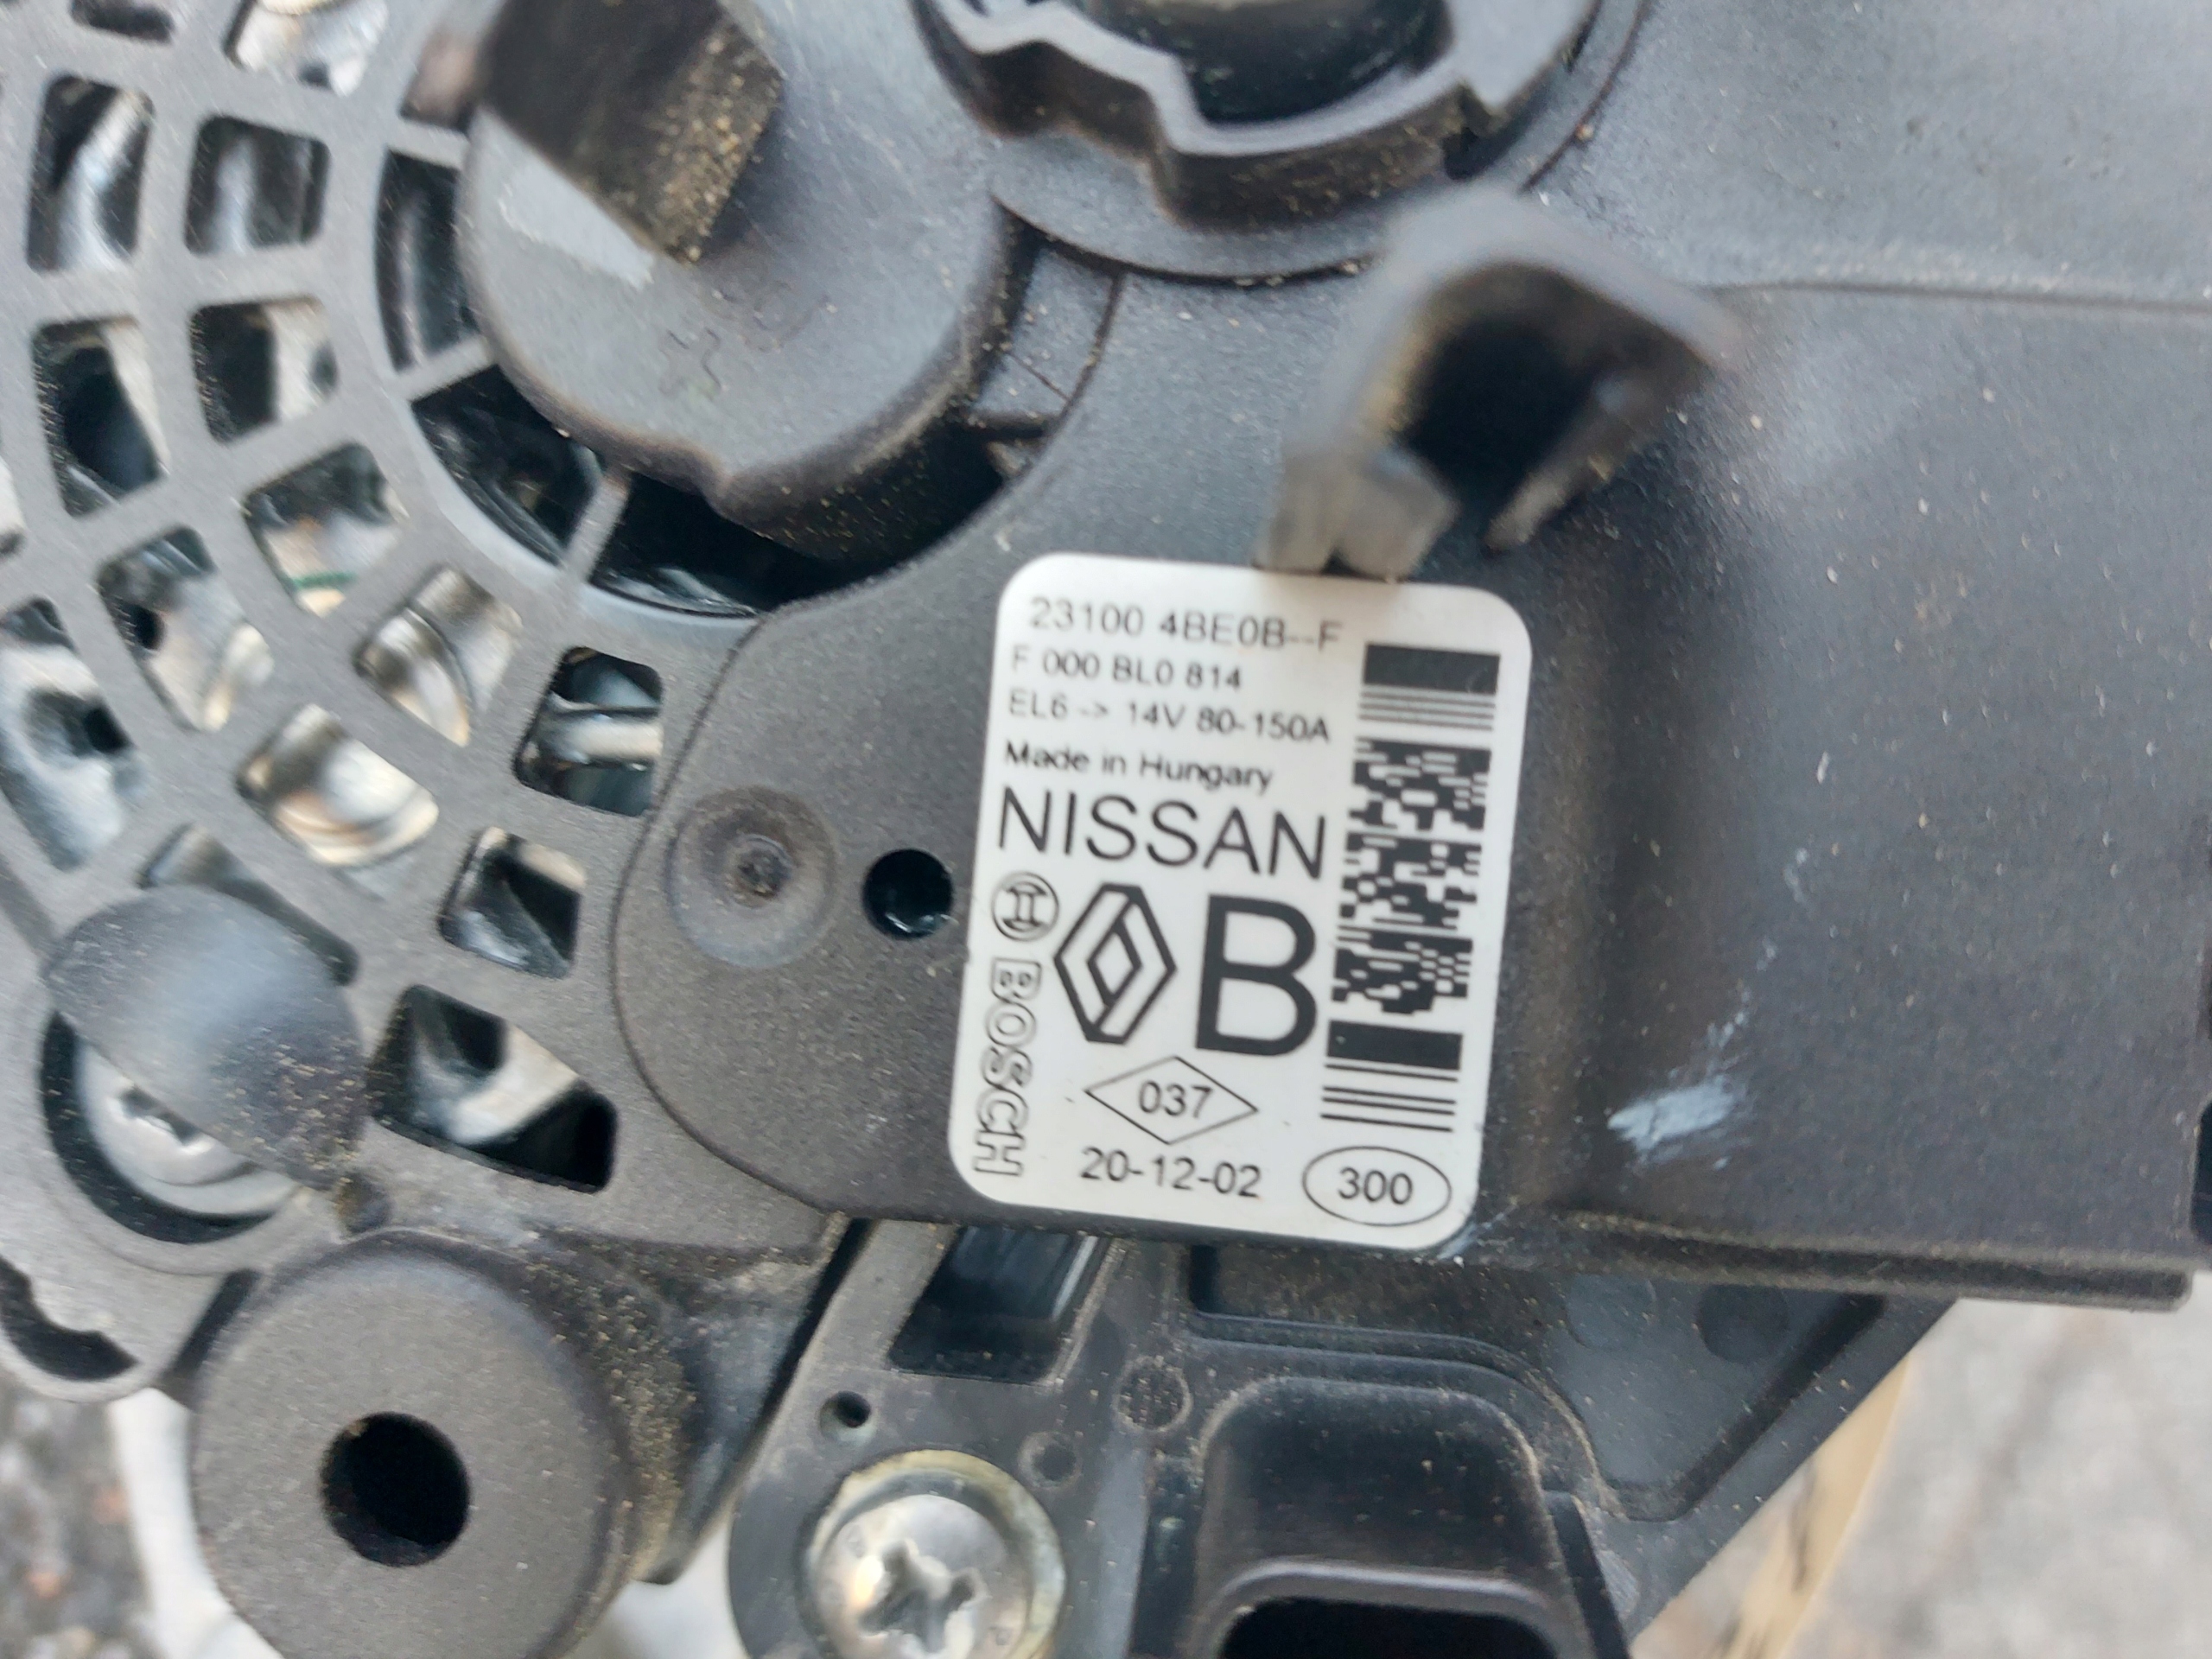 23100 4BE0B--F
F 000 BL0 814
EL6 -> 14V 80-150A
Made in Hungary
NISSAN
B
BOSCH
037
20-12-02
300